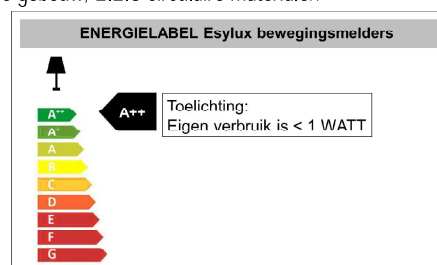 ENERGIELABEL Esylux bewegingsmelders
A++
A+
A
B
C
D
E
F
G
A++
Toelichting:
Eigen verbruik is < 1 WATT